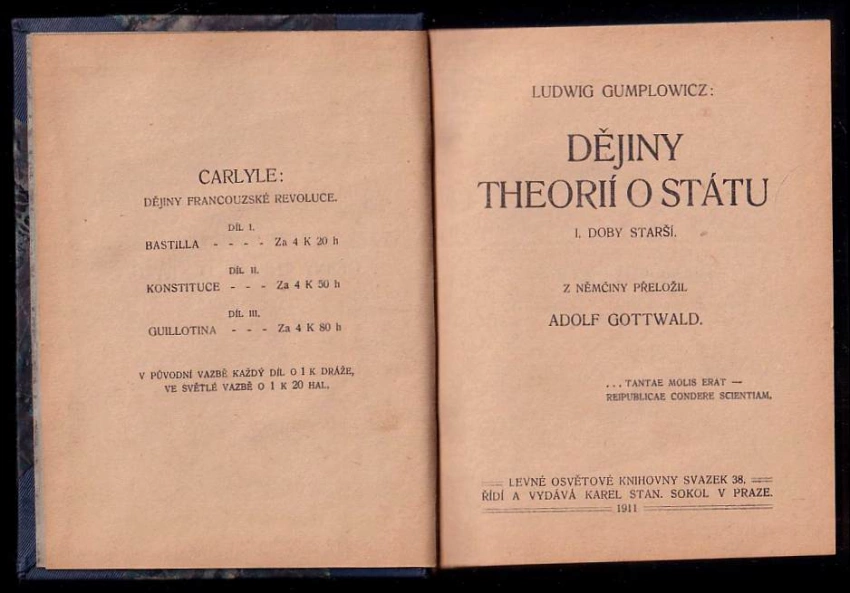 CARLYLE:
DĚJINY FRANCOUZSKÉ REVOLUCE.
DÍL I.
BASTILLA - - - - Za 4 K 20 h
DÍL II.
KONSTITUCE - - - Za 4 K 50 h
DÍL III.
GUILLOTINA - - - Za 4 K 80 h
V PŮVODNÍ VAZBĚ KAŽDÝ DÍL O 1 K DRÁŽE,
VE SVĚTLÉ VAZBĚ O 1 K 20 HAL.
LUDWIG GUMPLOWICZ:
DĚJINY
THEORIÍ O STÁTU
I. DOBY STARŠÍ.
Z NĚMČINY PŘELOŽIL
ADOLF GOTTWALD.
... TANTAE MOLIS ERAT —
REIPUBLICAE CONDERE SCIENTIAM.
LEVNÉ OSVĚTOVÉ KNIHOVNY SVAZEK 38.
ŘÍDÍ A VYDÁVÁ KAREL STAN. SOKOL V PRAZE.
1911